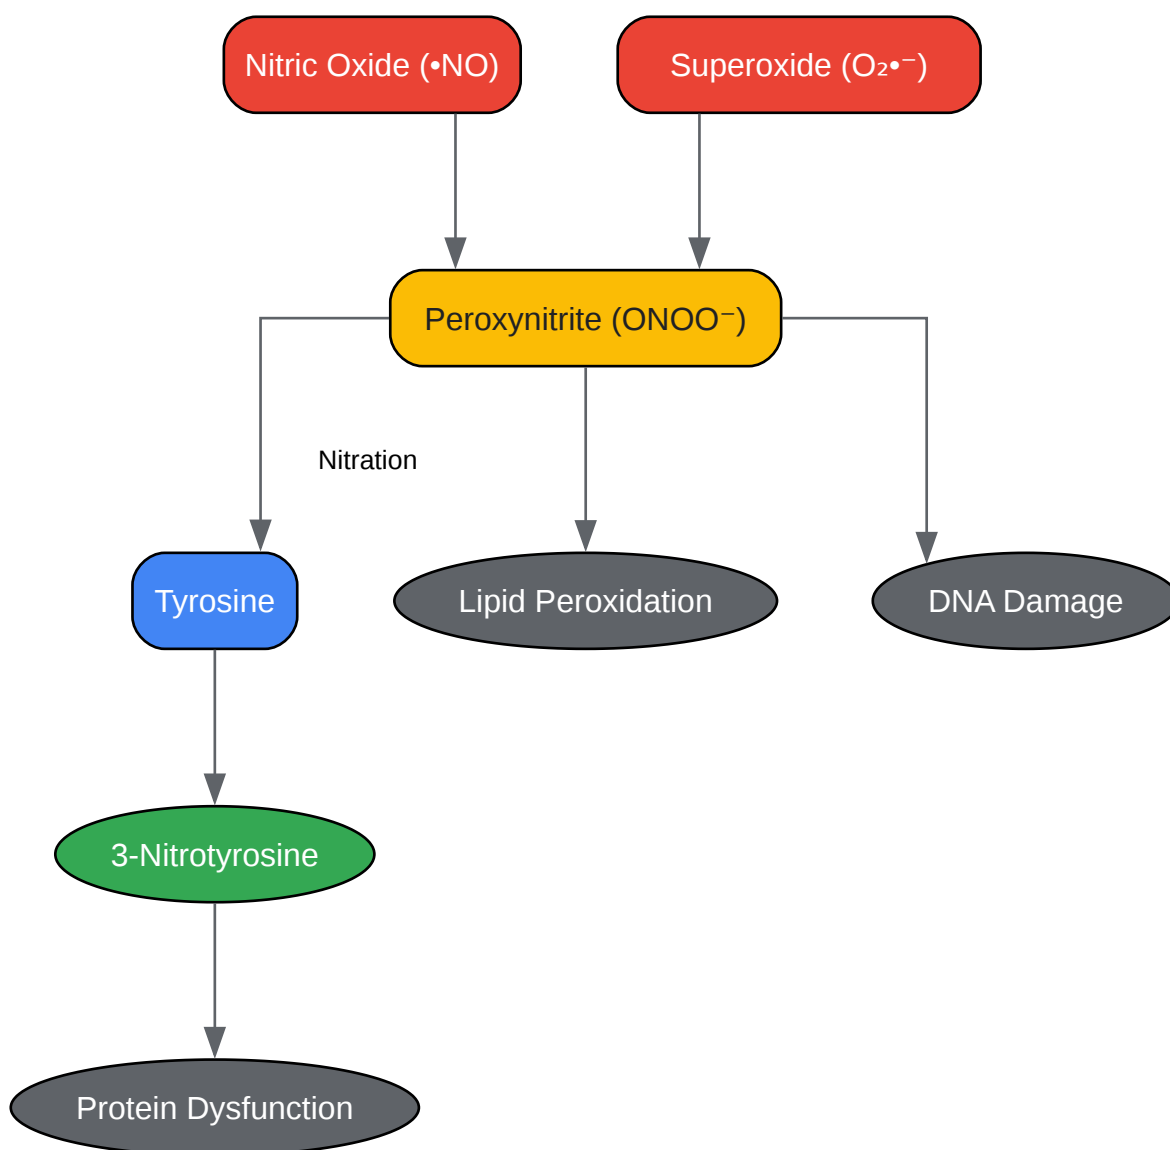 Nitric Oxide (•NO)
Superoxide (O₂•⁻)
Peroxynitrite (ONOO⁻)
Nitration
Tyrosine
Lipid Peroxidation
DNA Damage
3-Nitrotyrosine
Protein Dysfunction